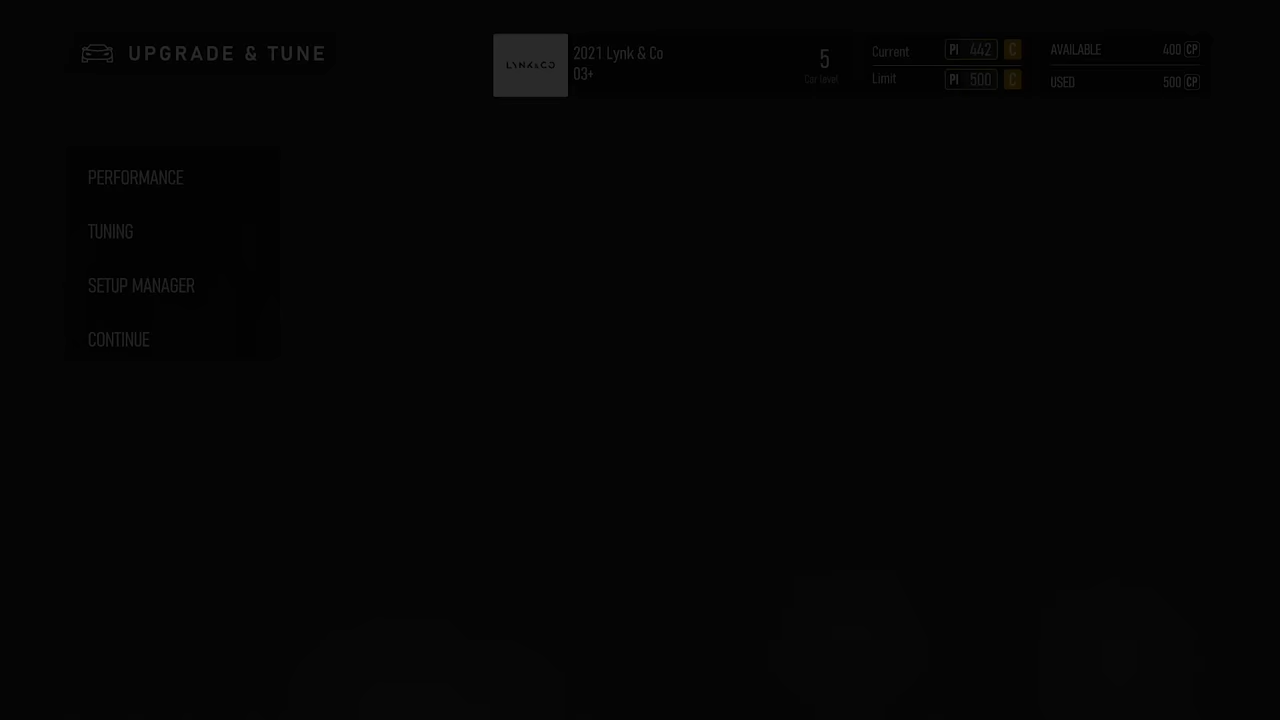 UPGRADE & TUNE
LYNK&CO
2021 Lynk & Co
03+
5
Car level
Current PI 442 C
Limit PI 500 C
AVAILABLE 400 CP
USED 500 CP
PERFORMANCE
TUNING
SETUP MANAGER
CONTINUE